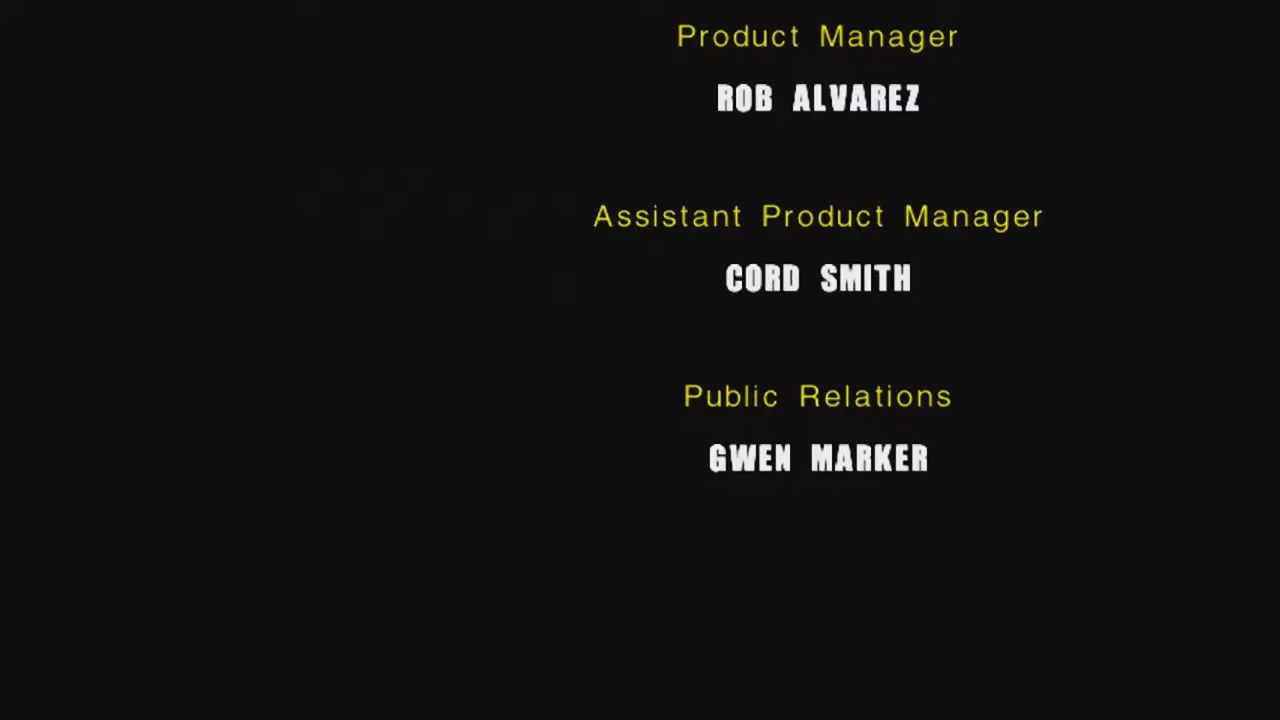 Product Manager
ROB ALVAREZ
Assistant Product Manager
CORD SMITH
Public Relations
GWEN MARKER